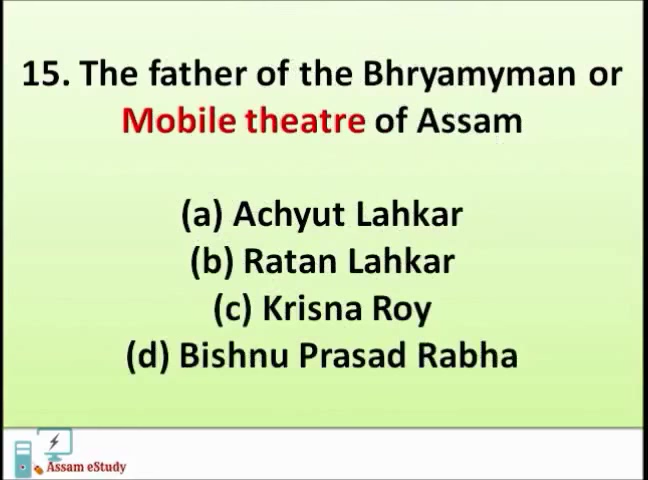 15. The father of the Bhryamyman or
Mobile theatre of Assam
(a) Achyut Lahkar
(b) Ratan Lahkar
(c) Krisna Roy
(d) Bishnu Prasad Rabha
Assam eStudy